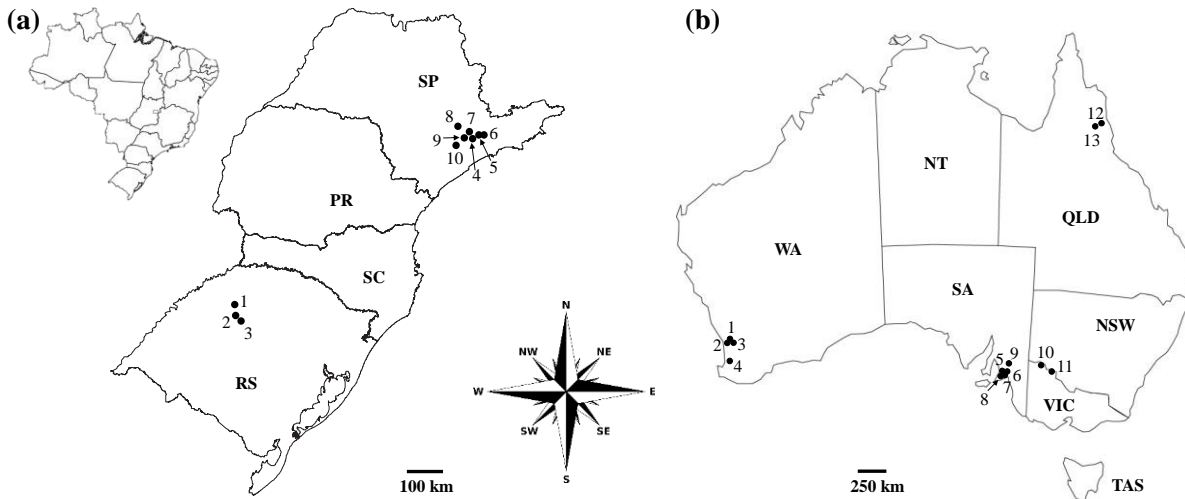 (a)
SP
8 7
9 6
10 4 5
PR
SC
1
2 3
RS
N
NW NE
W E
SW SE
S
100 km
(b)
12
13
NT
QLD
WA
SA
NSW
1
2 3
4
9 10
5 6 11
8 7
VIC
250 km
TAS